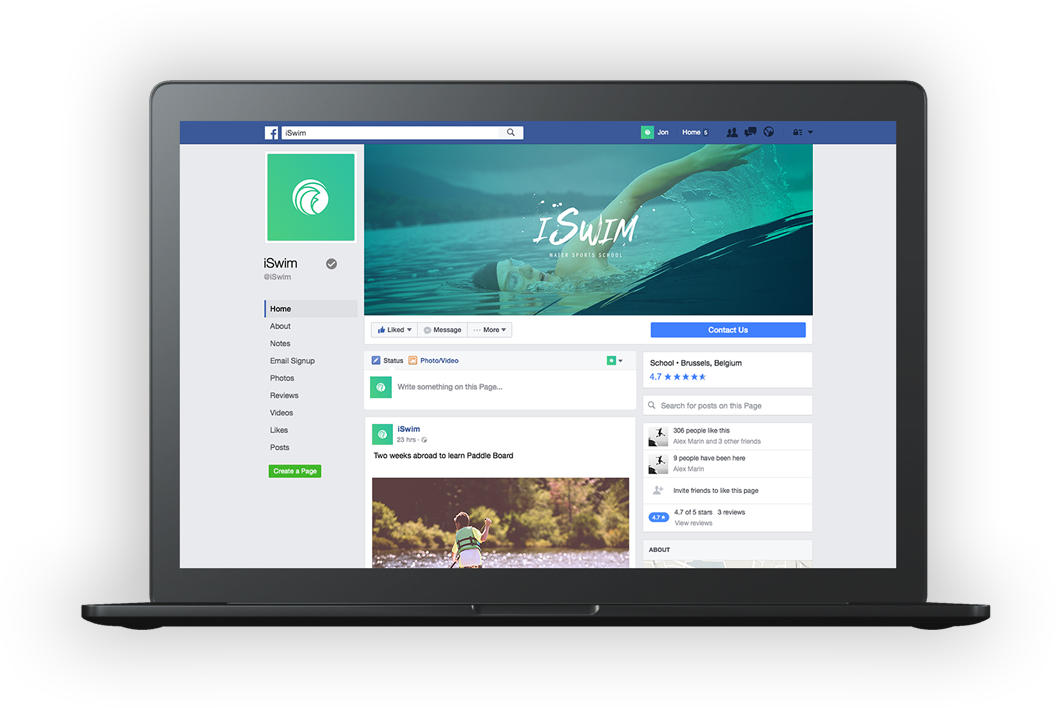 iSwim
Jon
Home 5
iSWIM
WATER SPORTS SCHOOL
iSwim
@iSwim
Home
About
Notes
Email Signup
Photos
Reviews
Videos
Likes
Posts
Create a Page
Liked
Message
··· More
Contact Us
Status
Photo/Video
Write something on this Page...
iSwim
23 hrs ·
Two weeks abroad to learn Paddle Board
School • Brussels, Belgium
4.7
Search for posts on this Page
306 people like this
Alex Marin and 3 other friends
9 people have been here
Alex Marin
Invite friends to like this page
4.7 ★
4.7 of 5 stars 3 reviews
View reviews
ABOUT